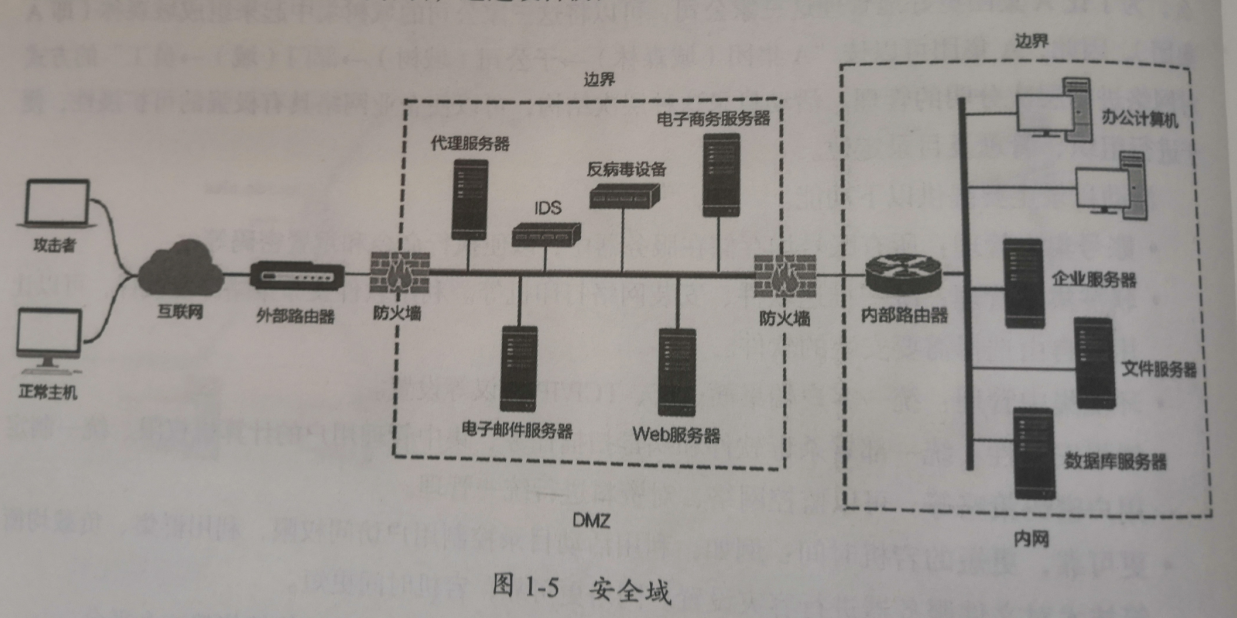 边界
边界
代理服务器
电子商务服务器
反病毒设备
IDS
办公计算机
攻击者
互联网
外部路由器
防火墙
防火墙
内部路由器
企业服务器
正常主机
文件服务器
电子邮件服务器
Web服务器
数据库服务器
DMZ
内网
图 1-5 安全域